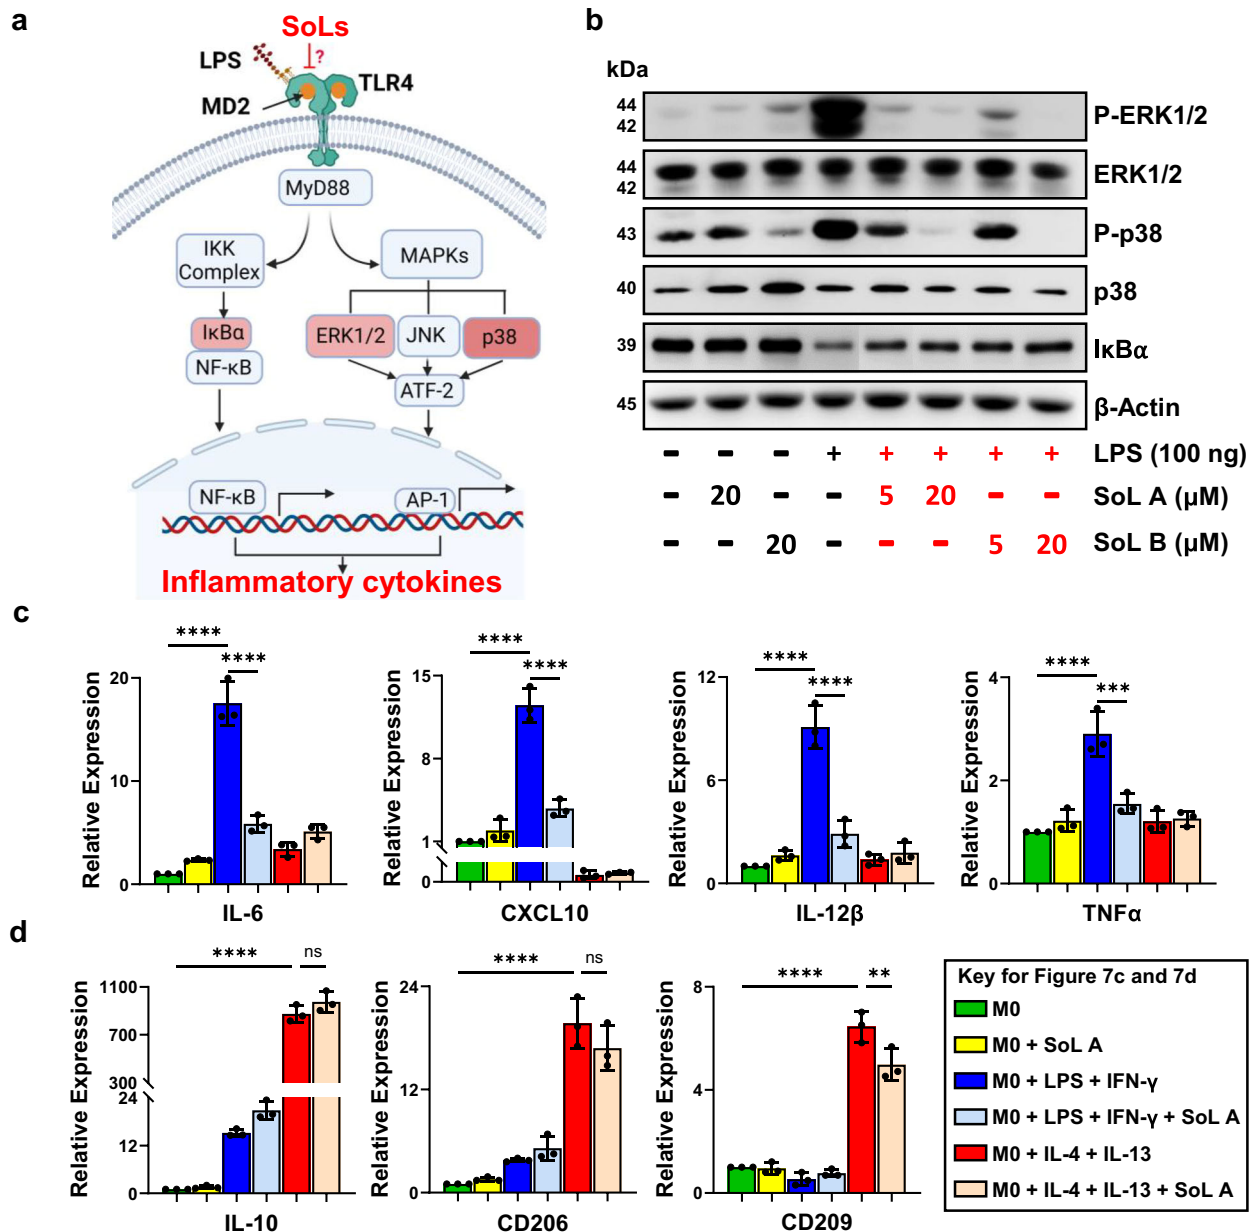 a
SoLs
?
LPS
TLR4
MD2
MyD88
IKK
Complex
MAPKs
IκBα
NF-κB
ERK1/2
JNK
p38
ATF-2
NF-κB
AP-1
Inflammatory cytokines
b
kDa
44
42
P-ERK1/2
44
42
ERK1/2
43
P-p38
40
p38
39
IκBα
45
β-Actin
- - - + + + + + LPS (100 ng)
- 20 - - 5 20 - - SoL A (μM)
- - 20 - - - 5 20 SoL B (μM)
c
Relative Expression
20
10
0
****
****
IL-6
Relative Expression
15
8
1
0
****
****
CXCL10
Relative Expression
12
6
0
****
****
IL-12β
Relative Expression
4
2
0
****
***
TNFα
d
Relative Expression
1100
700
300
24
12
0
****
ns
IL-10
Relative Expression
24
12
0
****
ns
CD206
Relative Expression
8
4
0
****
**
CD209
Key for Figure 7c and 7d
M0
M0 + SoL A
M0 + LPS + IFN-γ
M0 + LPS + IFN-γ + SoL A
M0 + IL-4 + IL-13
M0 + IL-4 + IL-13 + SoL A